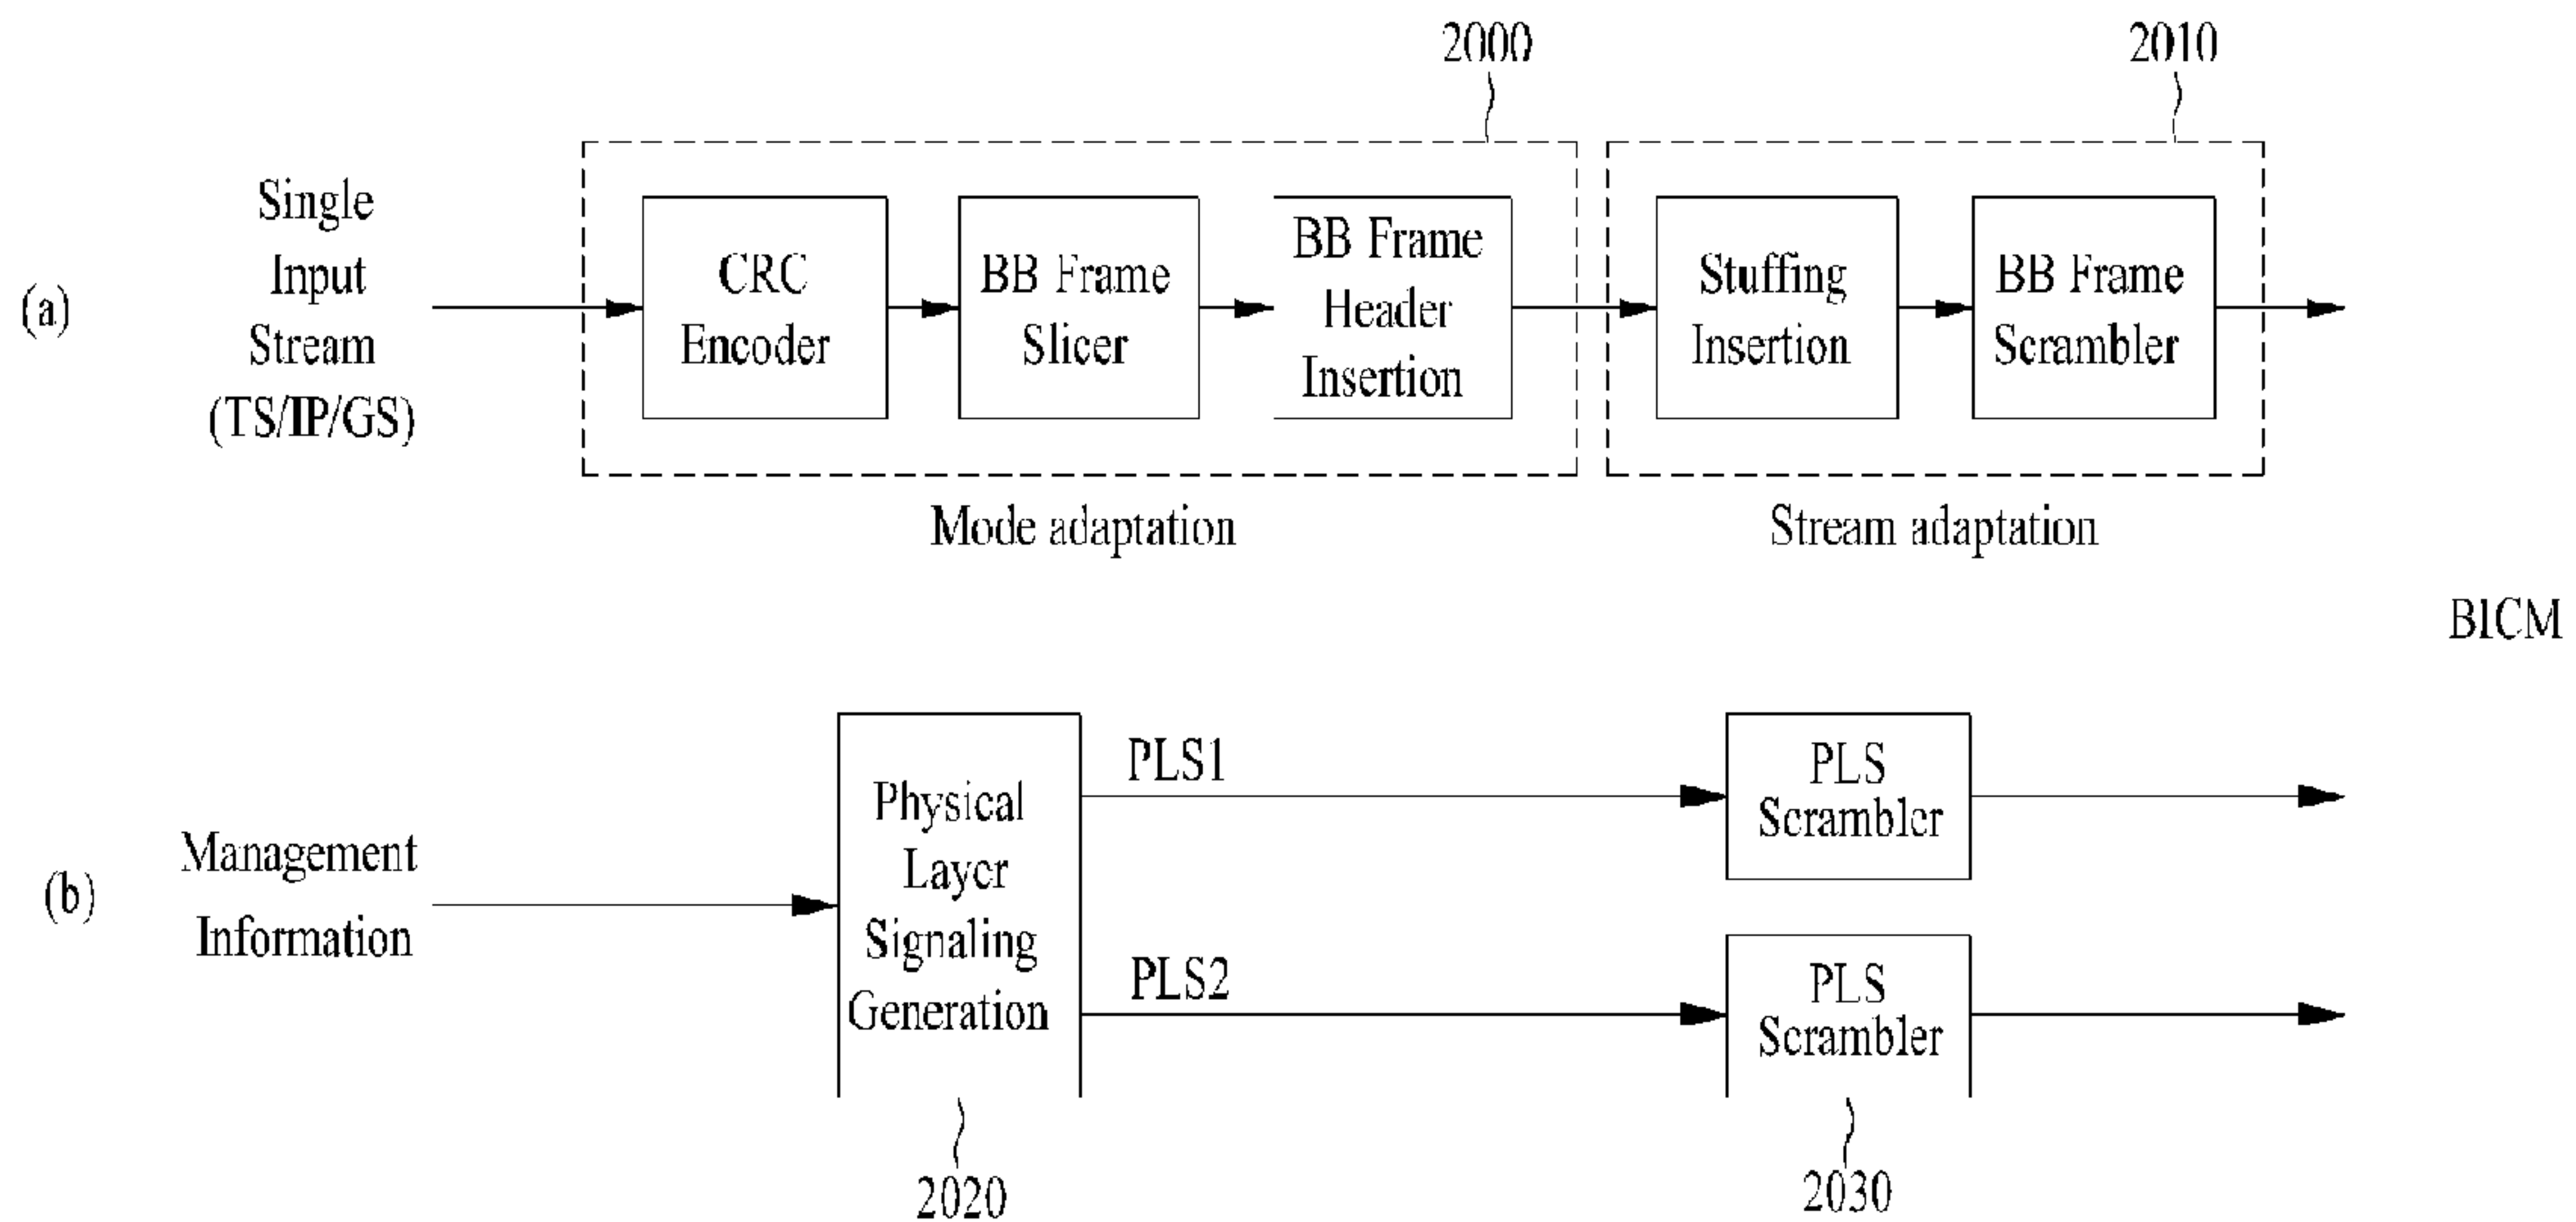 2000
2010
(a)
Single
Input
Stream
(TS/IP/GS)
CRC
Encoder
BB Frame
Slicer
BB Frame
Header
Insertion
Stuffing
Insertion
BB Frame
Scrambler
Mode adaptation
Stream adaptation
BICM
(b)
Management
Information
Physical
Layer
Signaling
Generation
PLS1
PLS2
PLS
Scrambler
PLS
Scrambler
2020
2030